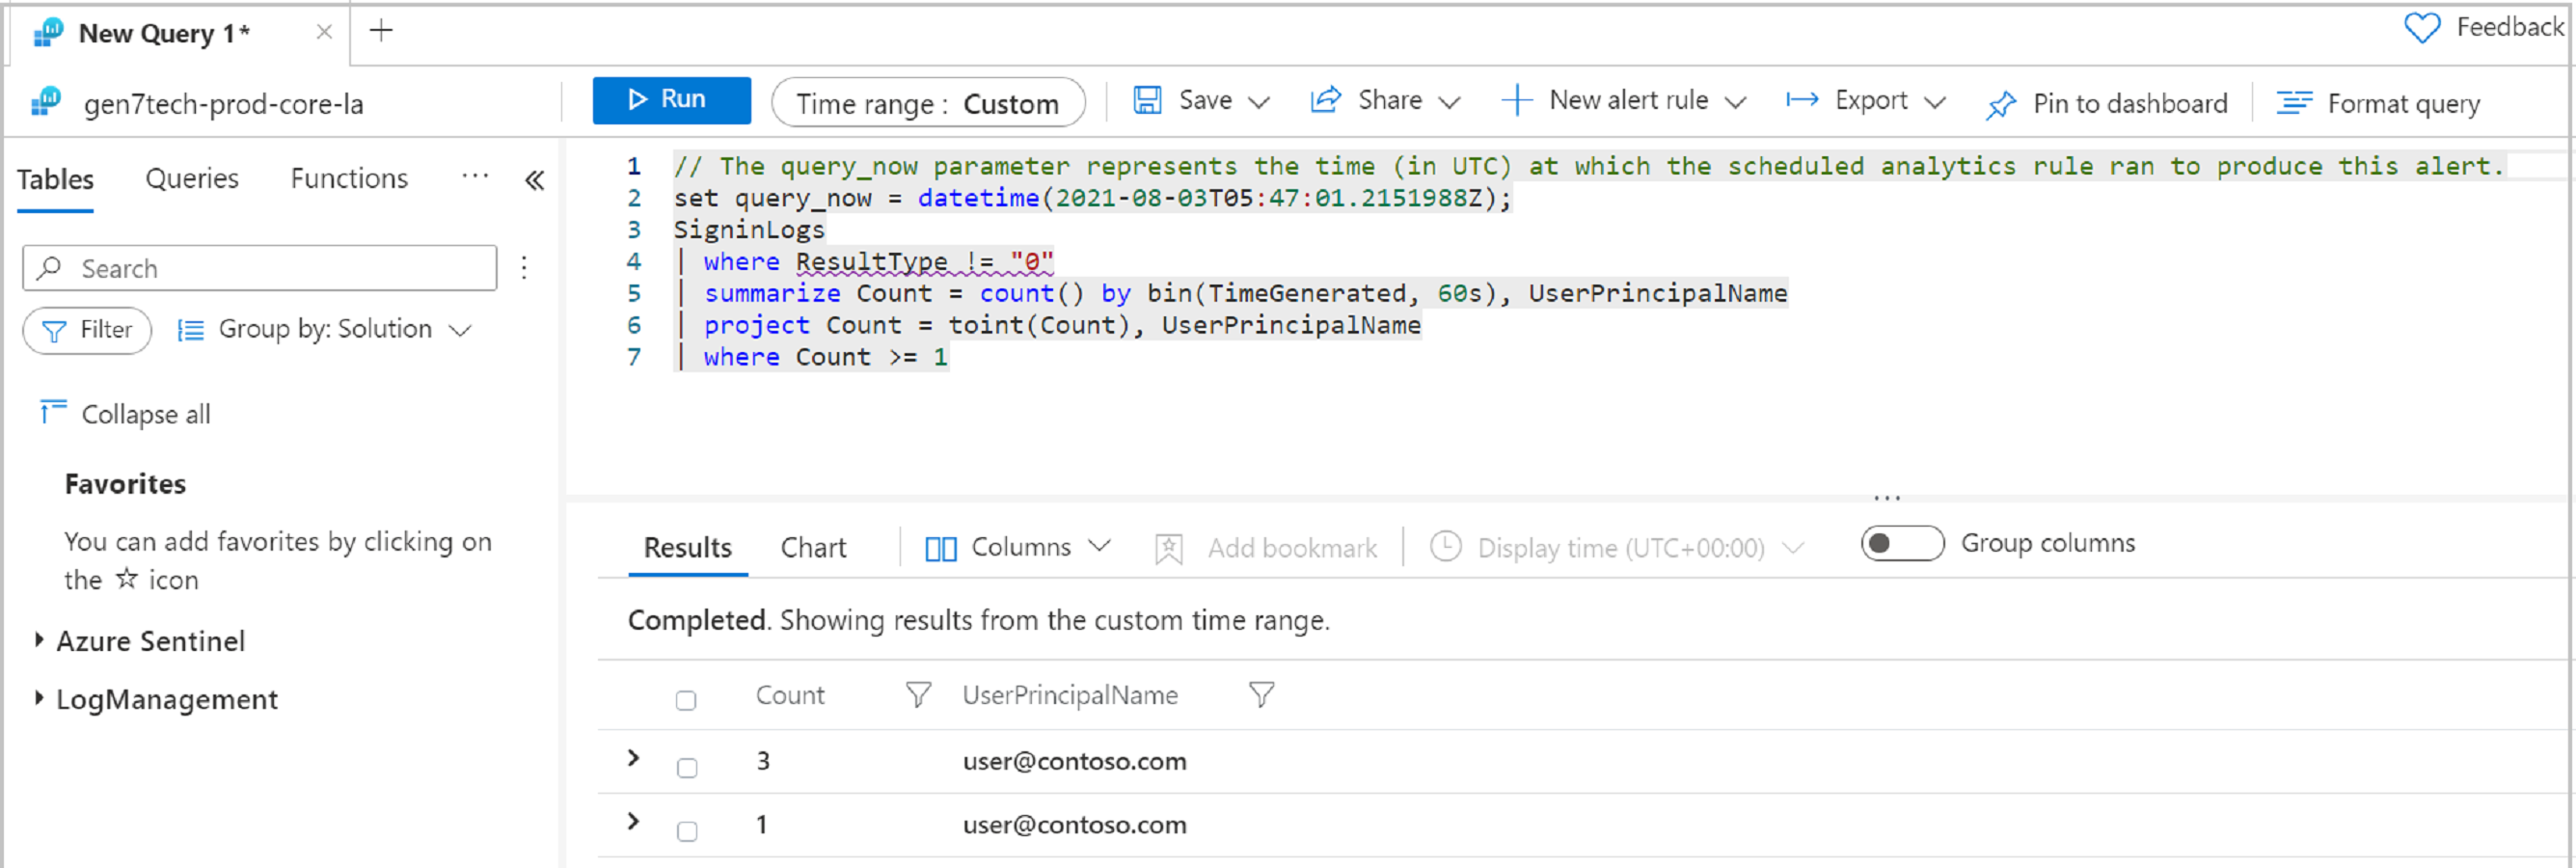 New Query 1*
Feedback
gen7tech-prod-core-la
Run
Time range : Custom
Save
Share
New alert rule
Export
Pin to dashboard
Format query
Tables
Queries
Functions
Search
Filter
Group by: Solution
Collapse all
Favorites
You can add favorites by clicking on
the ☆ icon
Azure Sentinel
LogManagement
1 // The query_now parameter represents the time (in UTC) at which the scheduled analytics rule ran to produce this alert.
2 set query_now = datetime(2021-08-03T05:47:01.2151988Z);
3 SigninLogs
4 | where ResultType != "0"
5 | summarize Count = count() by bin(TimeGenerated, 60s), UserPrincipalName
6 | project Count = toint(Count), UserPrincipalName
7 | where Count >= 1
Results
Chart
Columns
Add bookmark
Display time (UTC+00:00)
Group columns
Completed. Showing results from the custom time range.
Count UserPrincipalName
3 user@contoso.com
1 user@contoso.com